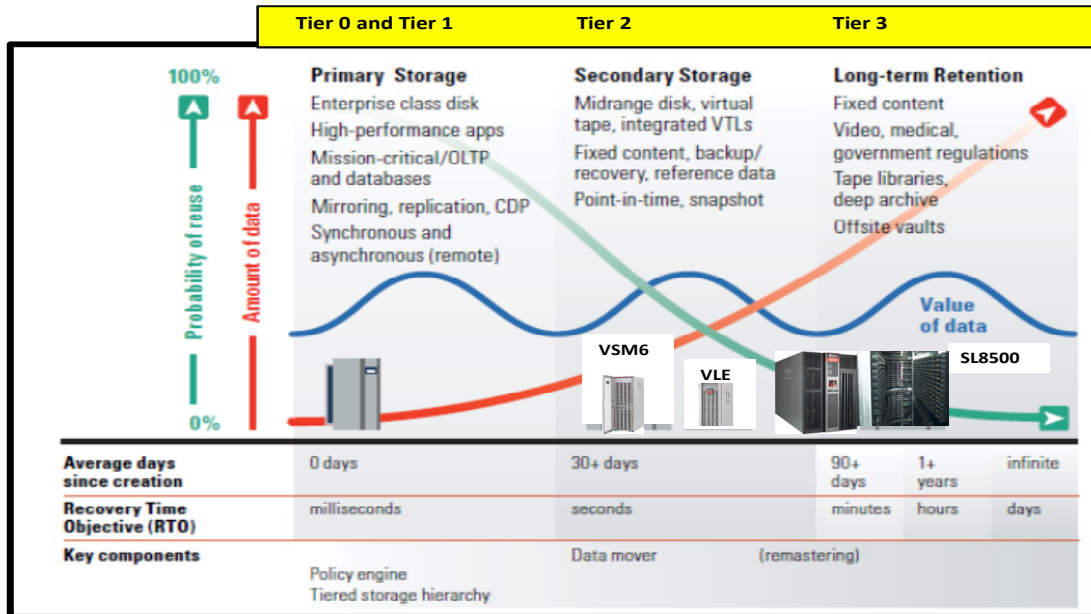 Tier 0 and Tier 1
Tier 2
Tier 3
100%
0%
Probability of reuse
Amount of data
Primary Storage
Enterprise class disk
High-performance apps
Mission-critical/OLTP
and databases
Mirroring, replication, CDP
Synchronous and
asynchronous (remote)
Secondary Storage
Midrange disk, virtual
tape, integrated VTLs
Fixed content, backup/
recovery, reference data
Point-in-time, snapshot
Long-term Retention
Fixed content
Video, medical,
government regulations
Tape libraries,
deep archive
Offsite vaults
Value
of data
VSM6
VLE
SL8500
Average days
since creation
0 days
30+ days
90+
days
1+
years
infinite
Recovery Time
Objective (RTO)
milliseconds
seconds
minutes
hours
days
Key components
Data mover
(remastering)
Policy engine
Tiered storage hierarchy